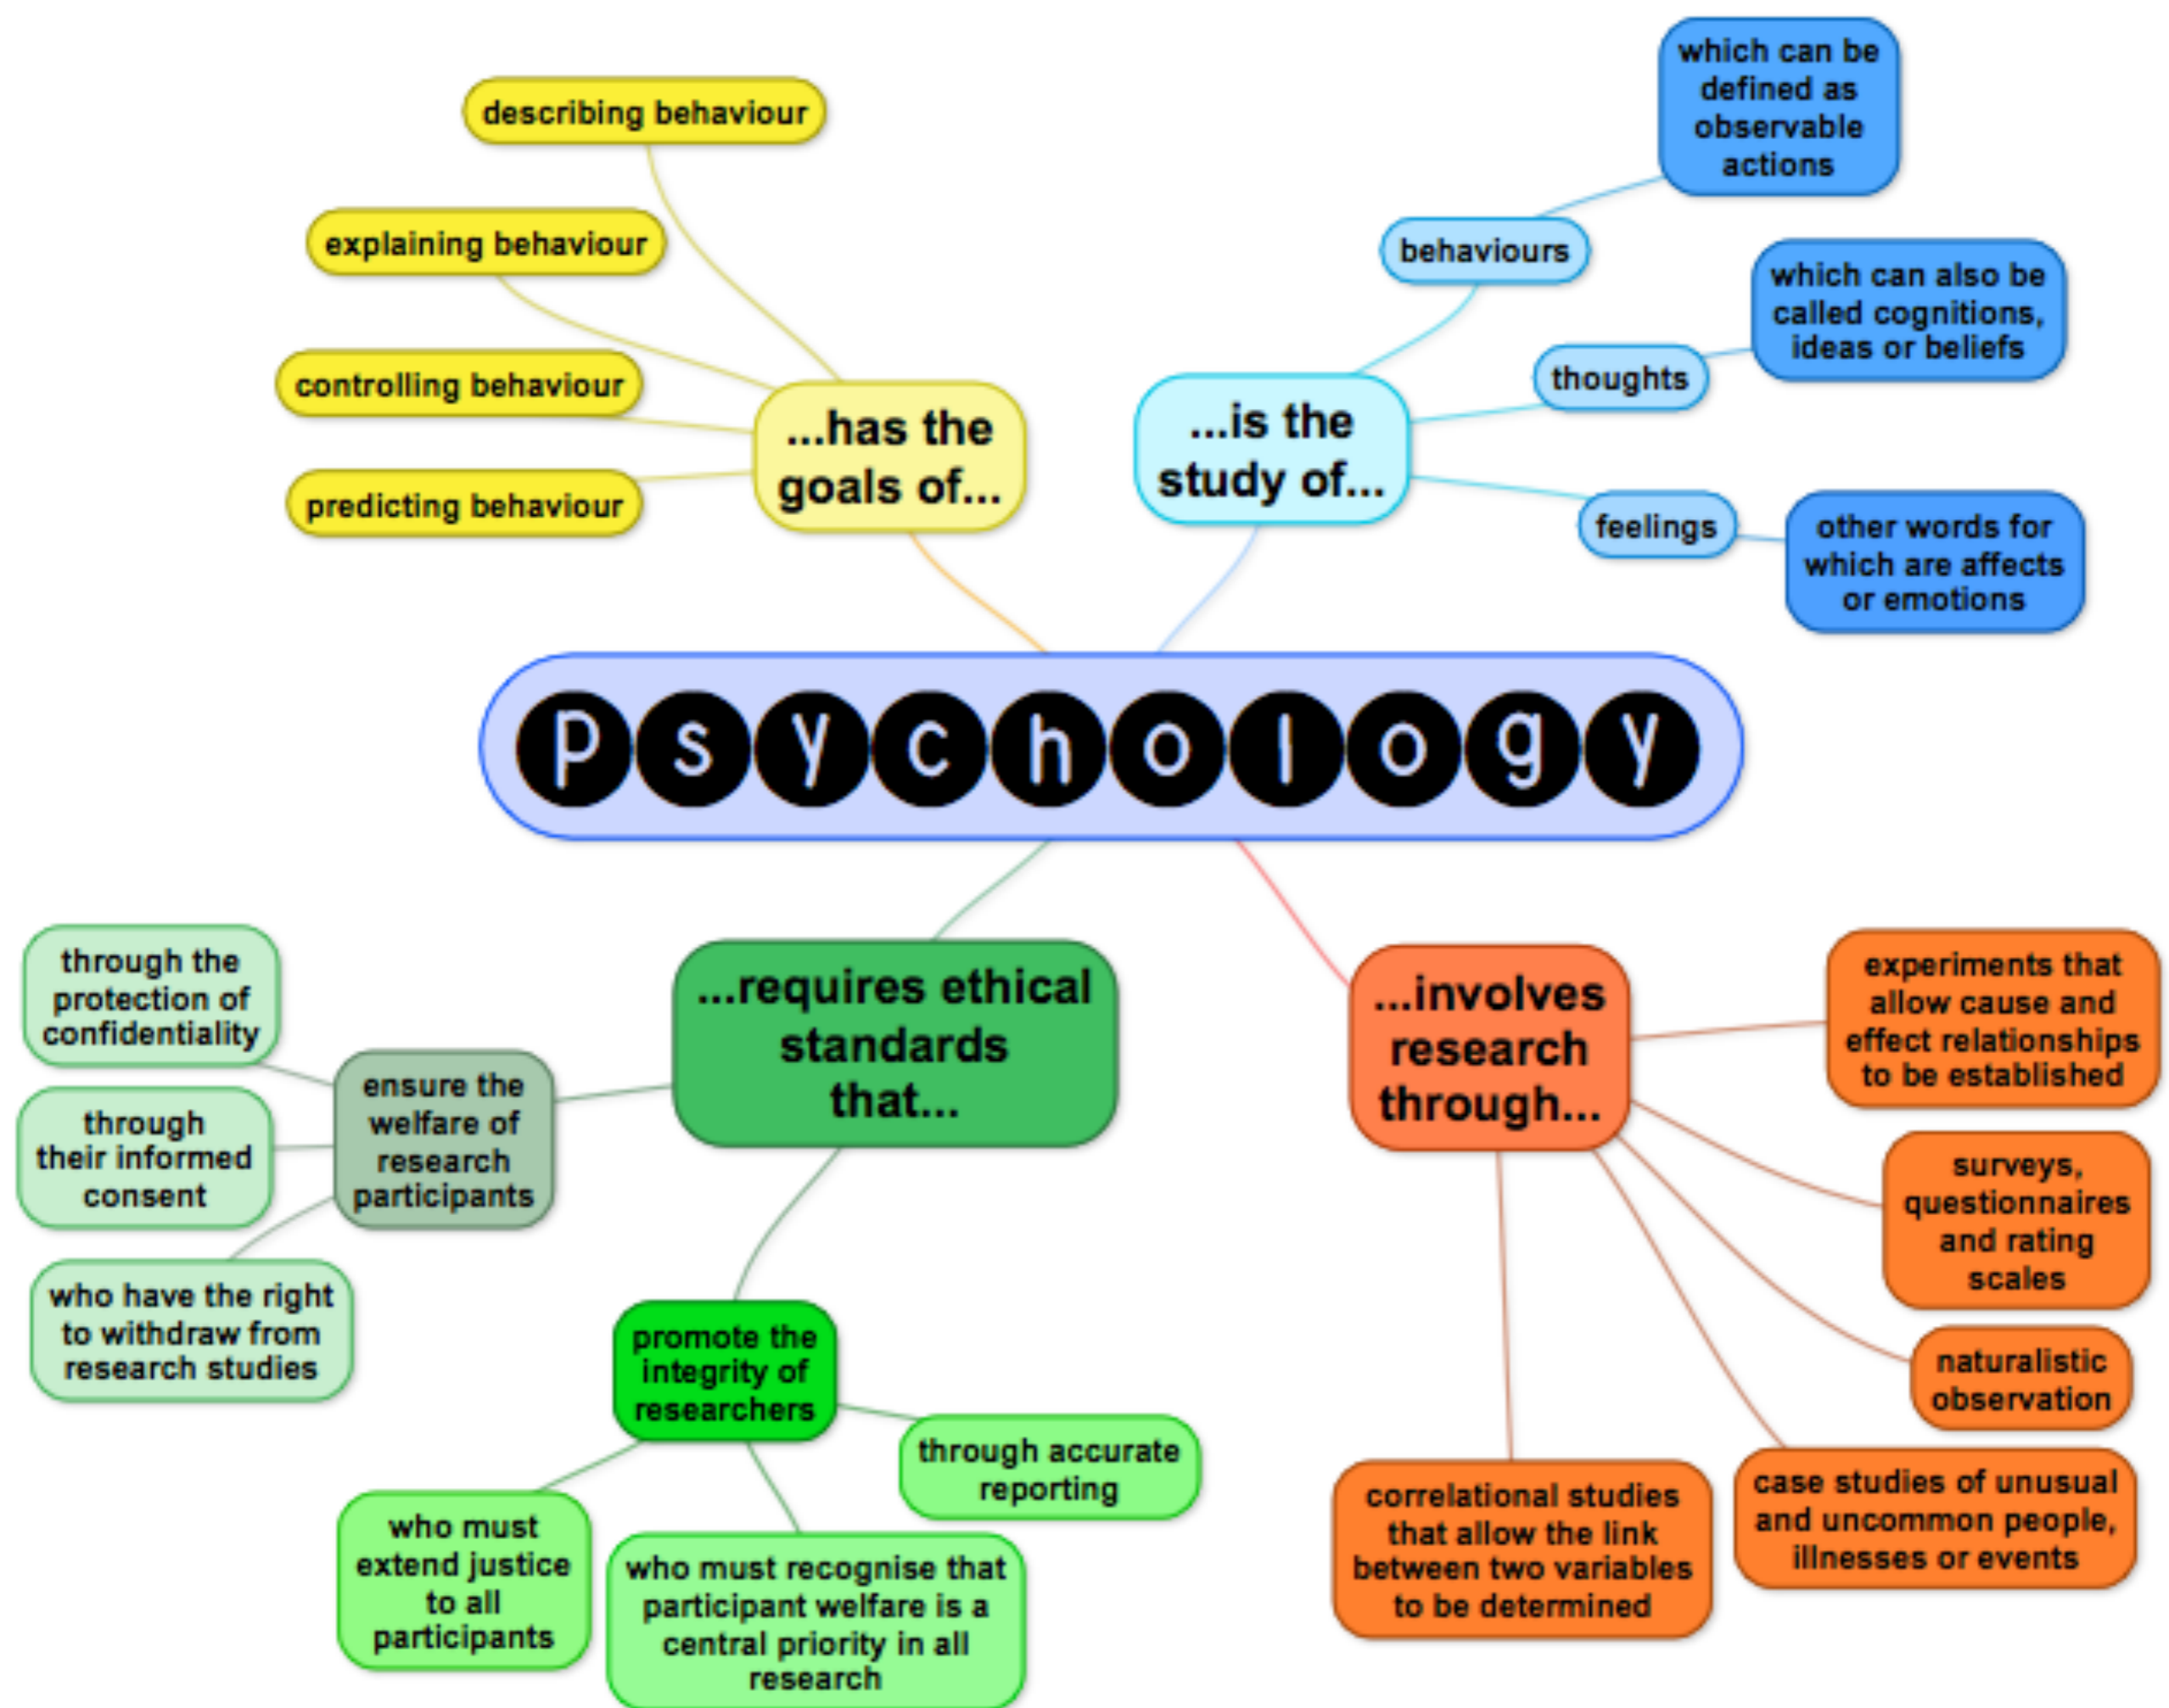 describing behaviour
explaining behaviour
controlling behaviour
predicting behaviour
...has the
goals of...
...is the
study of...
behaviours
which can be
defined as
observable
actions
thoughts
which can also be
called cognitions,
ideas or beliefs
feelings
other words for
which are affects
or emotions
psychology
...requires ethical
standards
that...
ensure the
welfare of
research
participants
through the
protection of
confidentiality
through
their informed
consent
who have the right
to withdraw from
research studies
promote the
integrity of
researchers
through accurate
reporting
who must
extend justice
to all
participants
who must recognise that
participant welfare is a
central priority in all
research
...involves
research
through...
experiments that
allow cause and
effect relationships
to be established
surveys,
questionnaires
and rating
scales
naturalistic
observation
case studies of unusual
and uncommon people,
illnesses or events
correlational studies
that allow the link
between two variables
to be determined